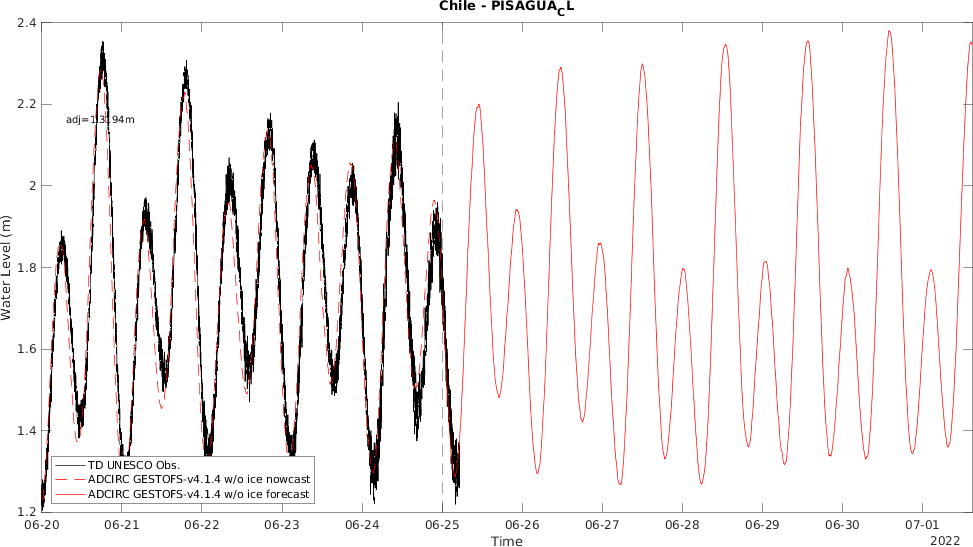 Chile - PISAGUA_CL
2.4
2.2
2
1.8
1.6
1.4
1.2
Water Level (m)
adj=1.3194m
TD UNESCO Obs.
ADCIRC GESTOFS-v4.1.4 w/o ice nowcast
ADCIRC GESTOFS-v4.1.4 w/o ice forecast
06-20 06-21 06-22 06-23 06-24 06-25 06-26 06-27 06-28 06-29 06-30 07-01
Time
2022